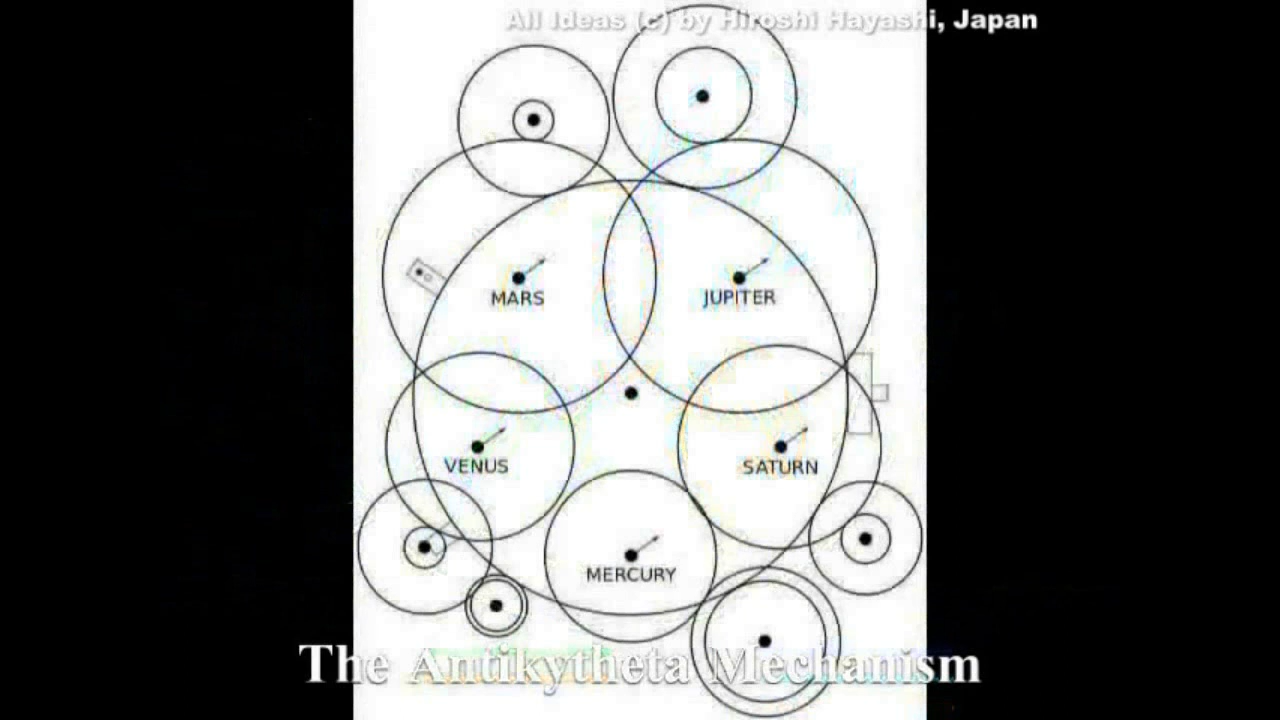 All Ideas (c) by Hiroshi Hayashi, Japan
MARS
JUPITER
VENUS
SATURN
MERCURY
The Antikytheta Mechanism